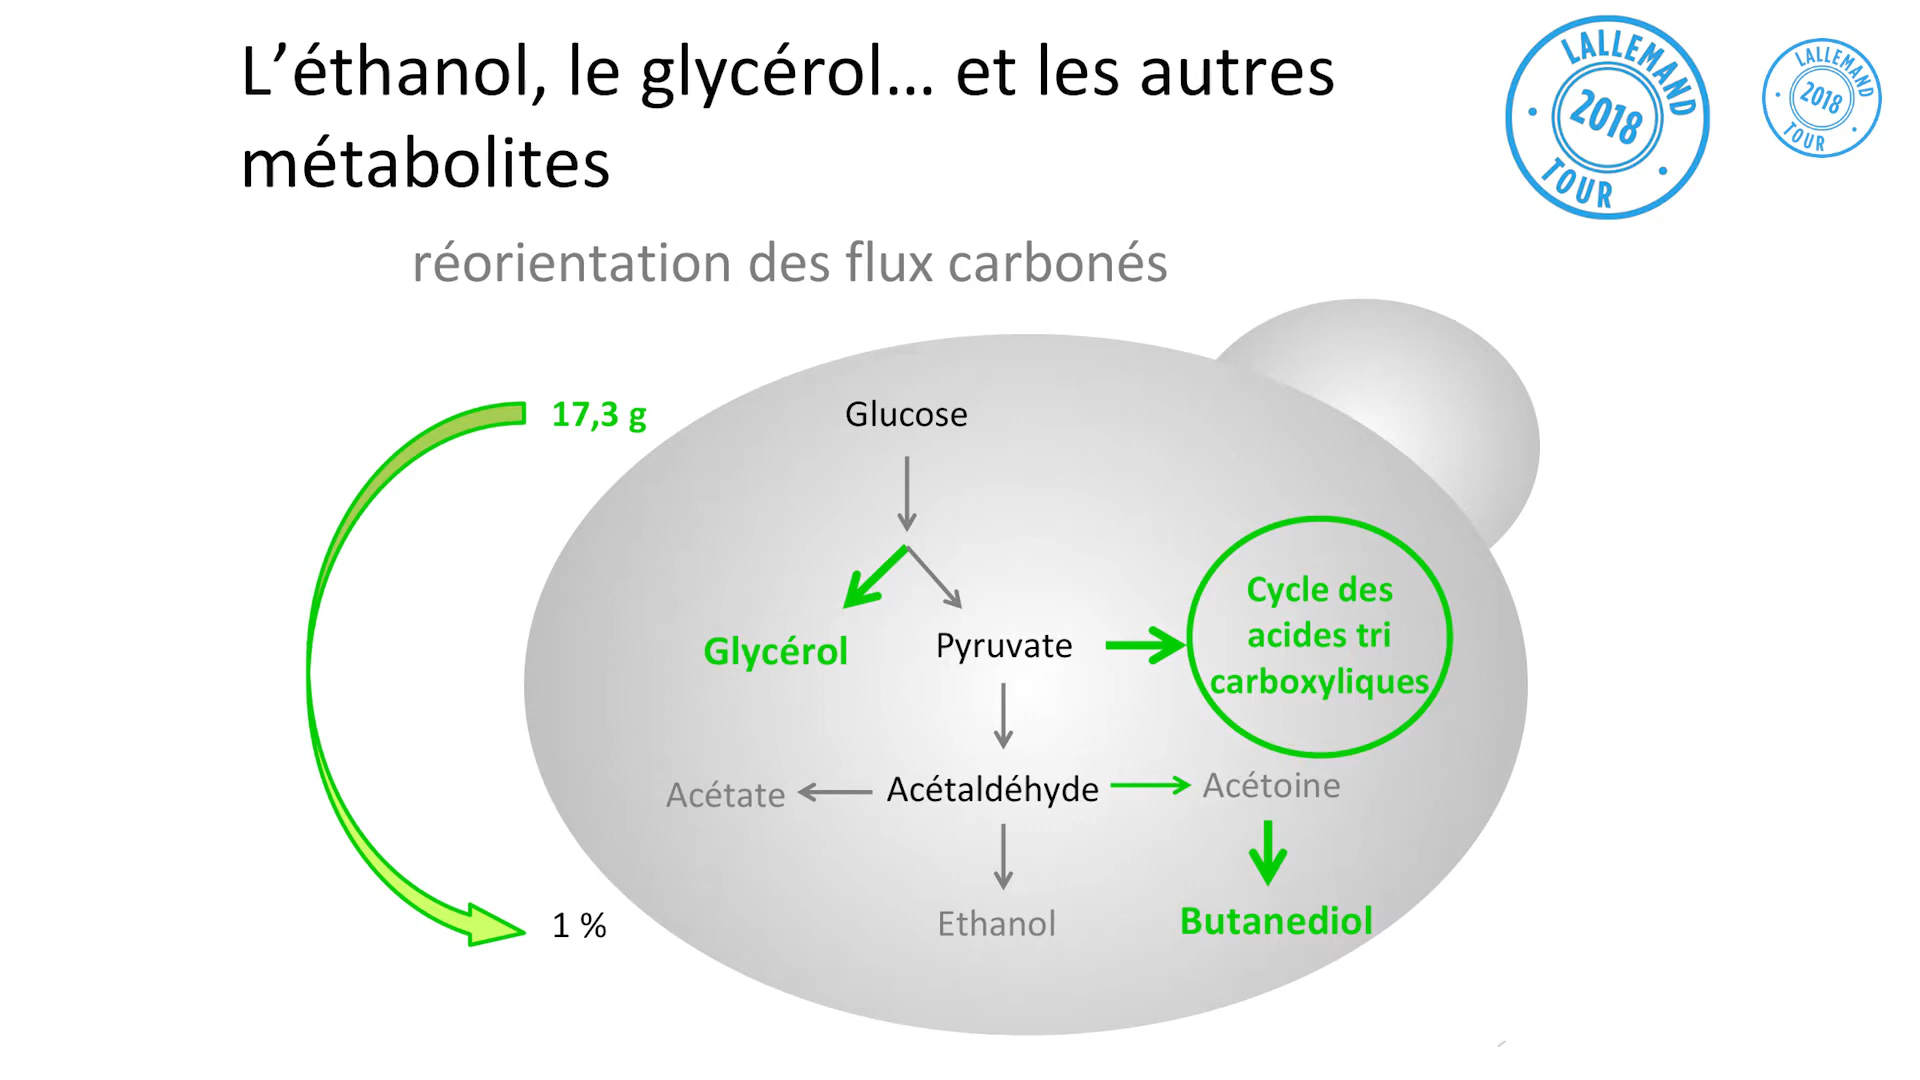 L’éthanol, le glycérol… et les autres
métabolites
LALLEMAND
2018
TOUR
LALLEMAND
2018
TOUR
réorientation des flux carbonés
17,3 g
Glucose
Cycle des
acides tri
carboxyliques
Glycérol
Pyruvate
Acétate
Acétaldéhyde
Acétoine
1 %
Ethanol
Butanediol